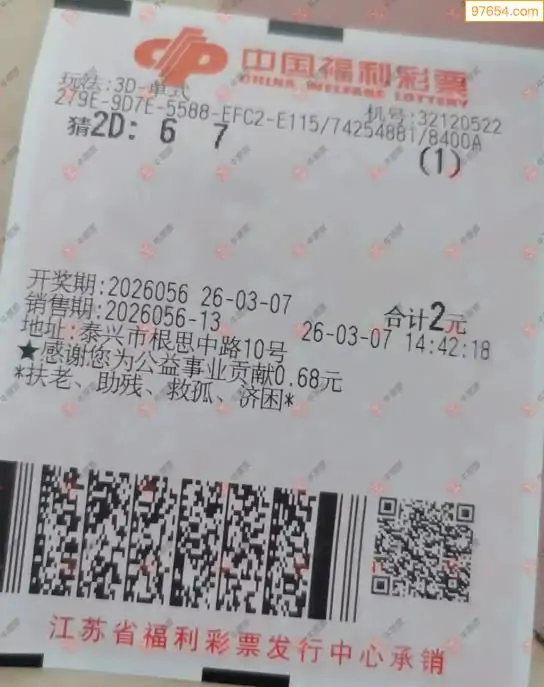 97654.com
中国福利彩票
CHINA WELFARE LOTTERY
玩法:3D-单式
机号:32120522
279E-9D7E-5588-EFC2-E115/74254881/8400A
猜2D: 6 7
(1)
开奖期:2026056 26-03-07
合计2元
销售期:2026056-13
26-03-07 14:42:18
地址:泰兴市根思中路10号
★感谢您为公益事业贡献0.68元
*扶老、助残、救孤、济困*
江苏省福利彩票发行中心承销